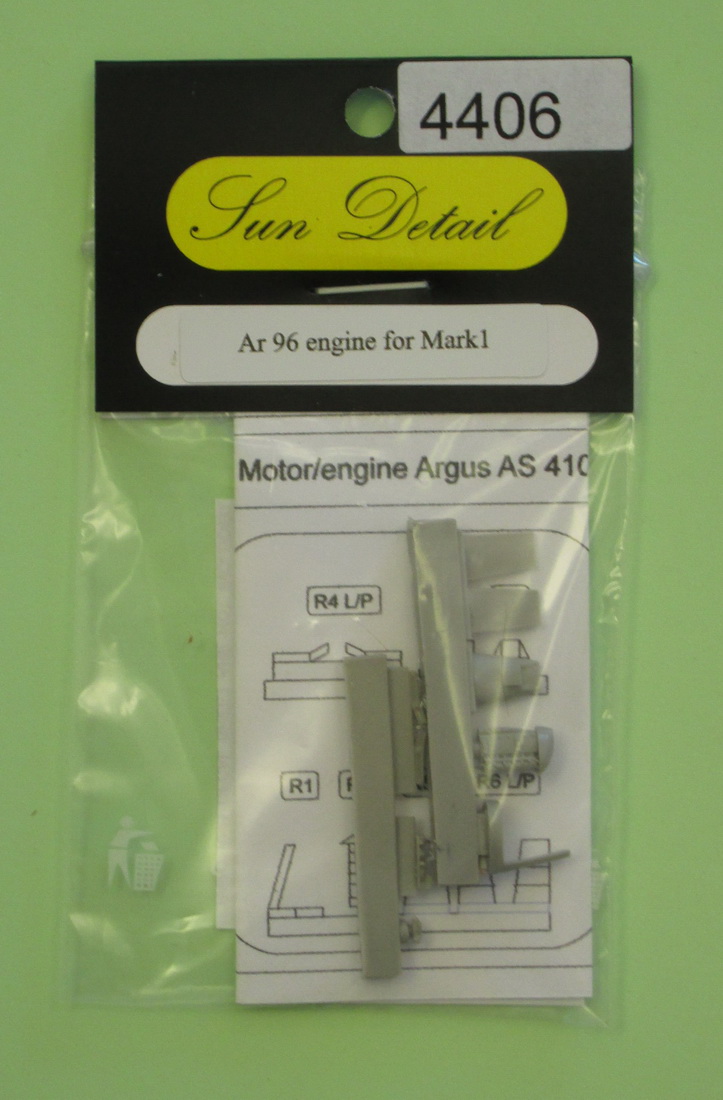 4406
Sun Detail
Ar 96 engine for Mark1
Motor/engine Argus AS 410
R4 L/P
R1
R6 L/P